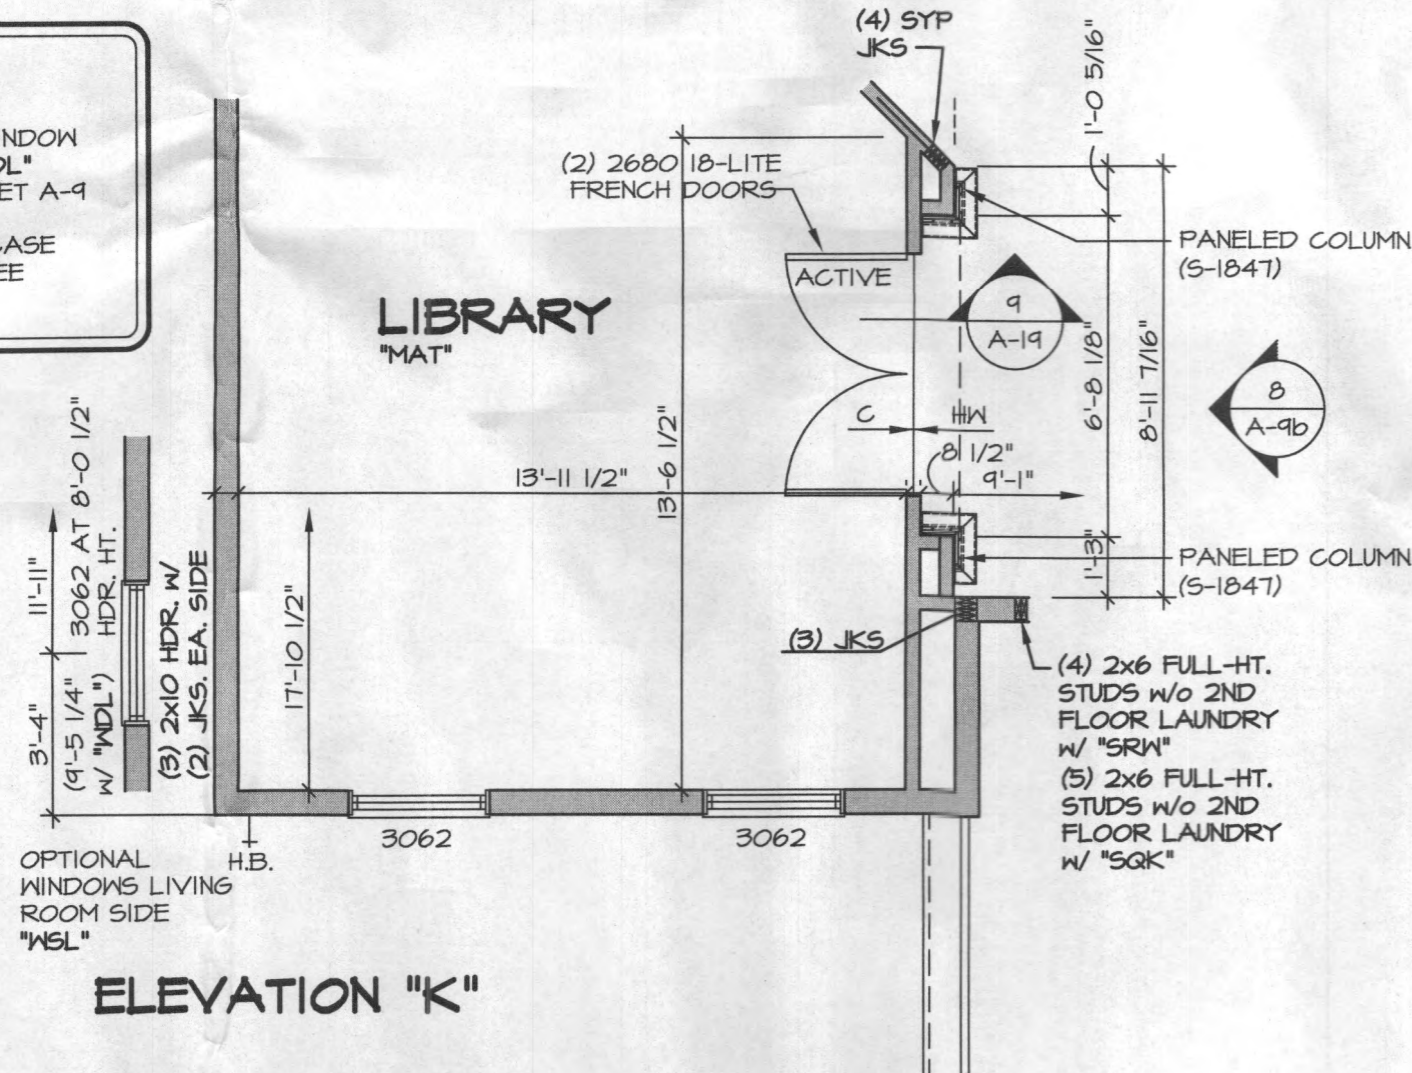 NDOW
DL"
ET A-9
CASE
EE
(4) SYP
JKS
1'-0 5/16"
(2) 2680 18-LITE
FRENCH DOORS
ACTIVE
PANELED COLUMN
(S-1847)
LIBRARY
"MAT"
9
A-19
8
A-9b
6'-8 1/8"
8'-11 7/16"
13'-6 1/2"
C
HW
8 1/2"
9'-1"
13'-11 1/2"
17'-10 1/2"
1'-3"
PANELED COLUMN
(S-1847)
11'-11"
3'-4"
3062 AT 8'-0 1/2"
HDR. HT.
(9'-5 1/4"
w/ "WDL")
(3) 2x10 HDR. w/
(2) JKS. EA. SIDE
(3) JKS
(4) 2x6 FULL-HT.
STUDS w/o 2ND
FLOOR LAUNDRY
w/ "SRW"
(5) 2x6 FULL-HT.
STUDS w/o 2ND
FLOOR LAUNDRY
w/ "SQK"
3062
3062
H.B.
OPTIONAL
WINDOWS LIVING
ROOM SIDE
"WSL"
ELEVATION "K"